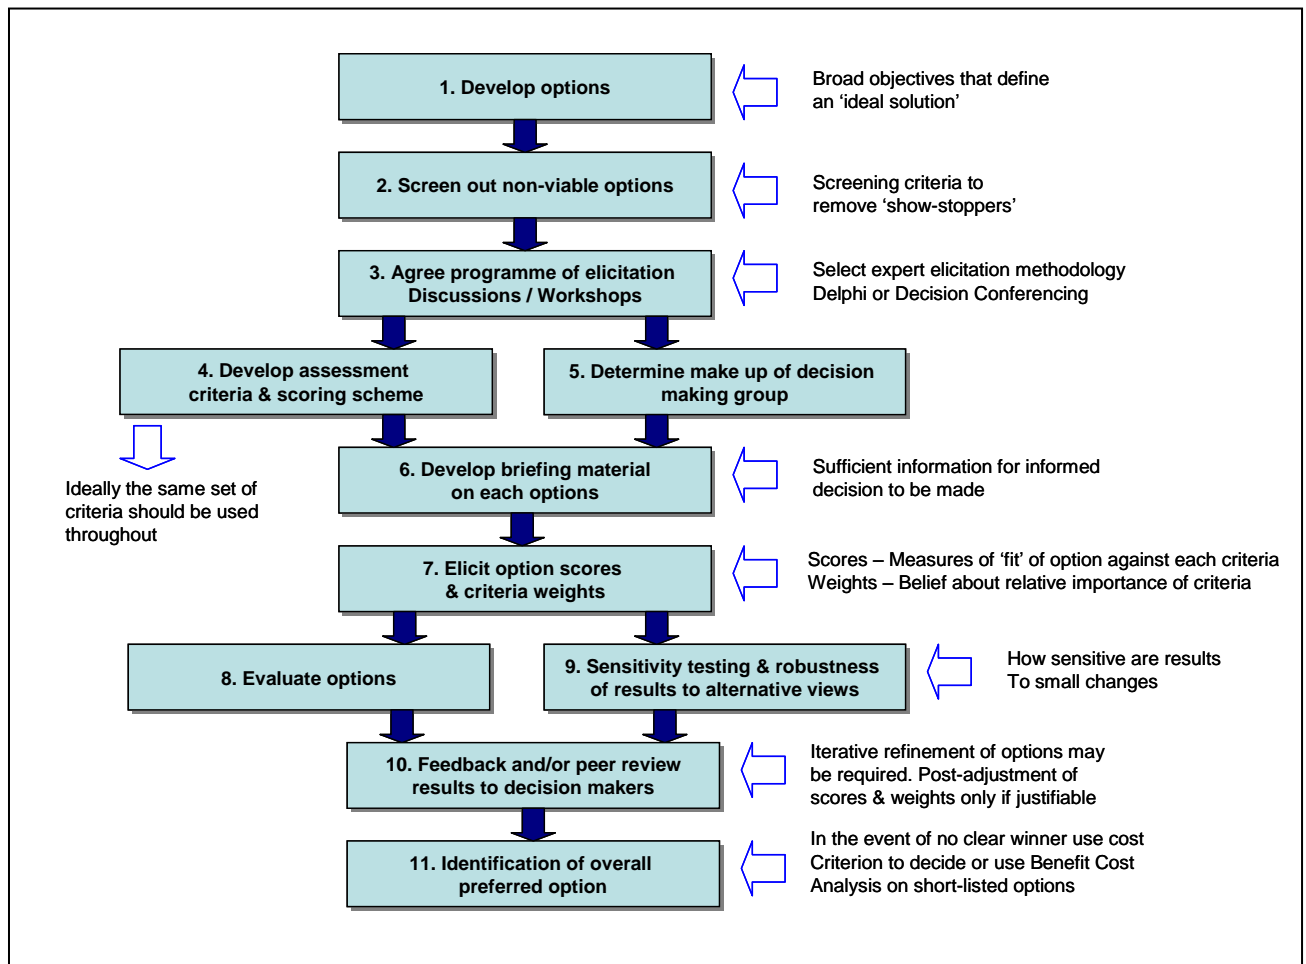 1. Develop options
Broad objectives that define
an ‘ideal solution’
2. Screen out non-viable options
Screening criteria to
remove ‘show-stoppers’
3. Agree programme of elicitation
Discussions / Workshops
Select expert elicitation methodology
Delphi or Decision Conferencing
4. Develop assessment
criteria & scoring scheme
5. Determine make up of decision
making group
Ideally the same set of
criteria should be used
throughout
6. Develop briefing material
on each options
Sufficient information for informed
decision to be made
7. Elicit option scores
& criteria weights
Scores – Measures of ‘fit’ of option against each criteria
Weights – Belief about relative importance of criteria
8. Evaluate options
9. Sensitivity testing & robustness
of results to alternative views
How sensitive are results
To small changes
10. Feedback and/or peer review
results to decision makers
Iterative refinement of options may
be required. Post-adjustment of
scores & weights only if justifiable
11. Identification of overall
preferred option
In the event of no clear winner use cost
Criterion to decide or use Benefit Cost
Analysis on short-listed options